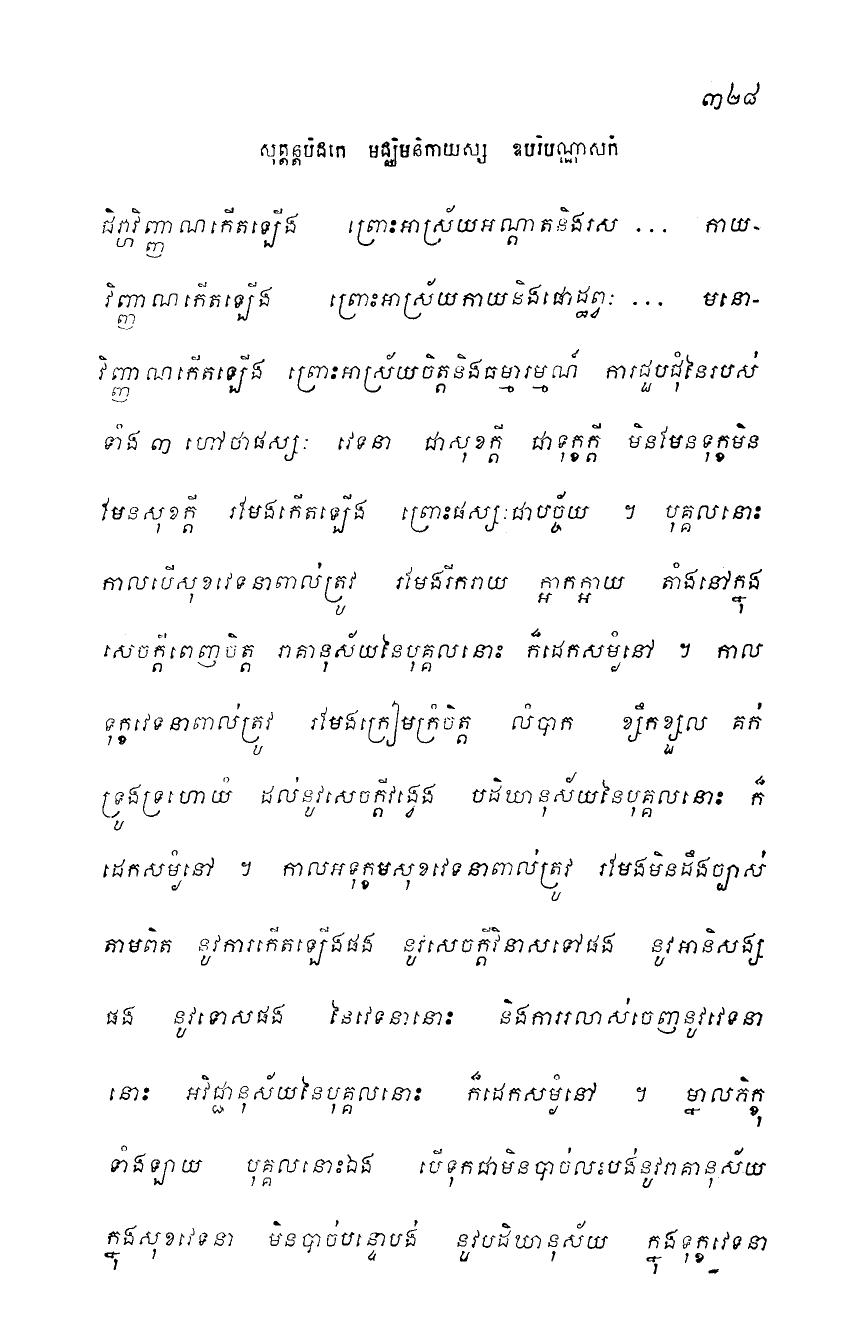 ៣២៨
សុត្តន្តបិដកេ មជ្ឈិមនិកាយស្ស ឧបរិបណ្ណាសកំ
ជិវ្ហាវិញ្ញាណកើតឡើង ព្រោះអាស្រ័យអណ្តាតនិងរស ... កាយ-
វិញ្ញាណកើតឡើង ព្រោះអាស្រ័យកាយនិងផោដ្ឋព្វៈ ... មនោ-
វិញ្ញាណកើតឡើង ព្រោះអាស្រ័យចិត្តនិងធម្មារម្មណ៍ ការជួបជុំនៃរបស់
ទាំង ៣ ហៅថាផស្សៈ វេទនា ជាសុខក្តី ជាទុក្ខក្តី មិនមែនទុក្ខមិន
មែនសុខក្តី រមែងកើតឡើង ព្រោះផស្សៈជាបច្ច័យ ។ បុគ្គលនោះ
កាលបើសុខវេទនាពាល់ត្រូវ រមែងរីករាយ ក្អាកក្អាយ តាំងនៅក្នុង
សេចក្តីពេញចិត្ត រាគានុស័យនៃបុគ្គលនោះ ក៏ដេកសម្ងំនៅ ។ កាល
ទុក្ខវេទនាពាល់ត្រូវ រមែងក្រៀមក្រំចិត្ត លំបាក ខ្សឹកខ្សួល គក់
ទ្រូងទ្រហោយំ ដល់នូវសេចក្តីវង្វេង បដិឃានុស័យនៃបុគ្គលនោះ ក៏
ដេកសម្ងំនៅ ។ កាលអទុក្ខមសុខវេទនាពាល់ត្រូវ រមែងមិនដឹងច្បាស់
តាមពិត នូវការកើតឡើងផង នូវសេចក្តីវិនាសទៅផង នូវអានិសង្ស
ផង នូវទោសផង នៃវេទនានោះ និងការរលាស់ចេញនូវវេទនា
នោះ អវិជ្ជានុស័យនៃបុគ្គលនោះ ក៏ដេកសម្ងំនៅ ។ ម្នាលភិក្ខុ
ទាំងឡាយ បុគ្គលនោះឯង បើទុកជាមិនបាច់លះបង់នូវរាគានុស័យ
ក្នុងសុខវេទនា មិនបាច់បន្ទោបង់ នូវបដិឃានុស័យ ក្នុងទុក្ខវេទនា